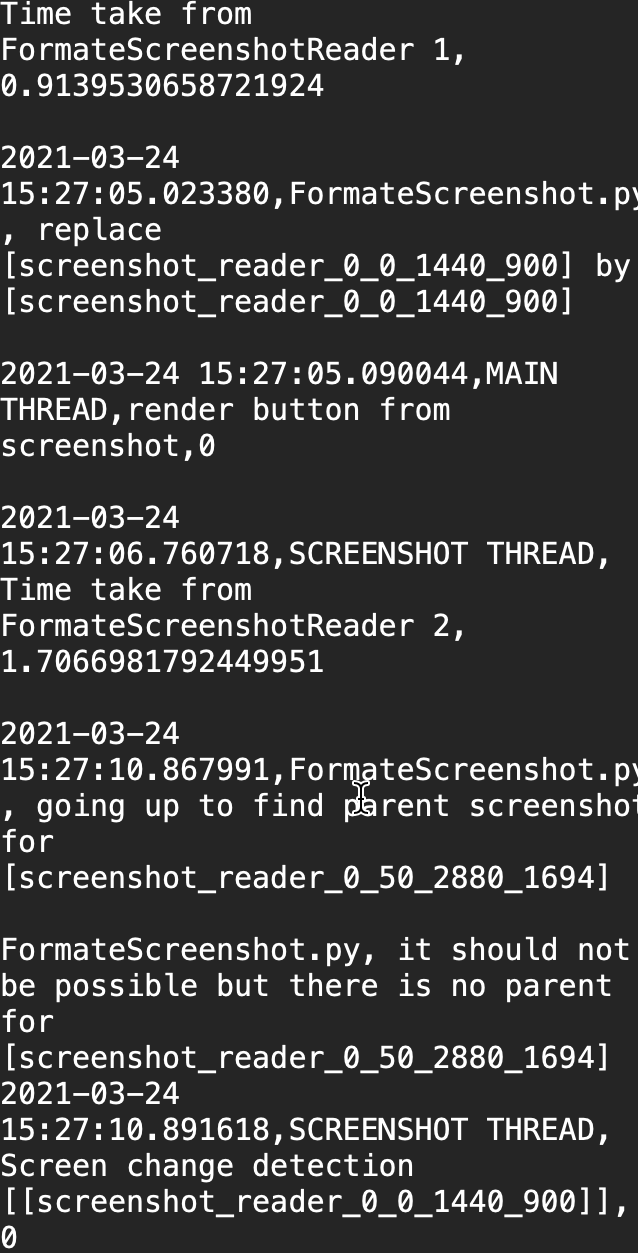 Time take from
FormateScreenshotReader 1,
0.9139530658721924
2021-03-24
15:27:05.023380,FormateScreenshot.py
, replace
[screenshot_reader_0_0_1440_900] by
[screenshot_reader_0_0_1440_900]
2021-03-24 15:27:05.090044,MAIN
THREAD,render button from
screenshot,0
2021-03-24
15:27:06.760718,SCREENSHOT THREAD,
Time take from
FormateScreenshotReader 2,
1.7066981792449951
2021-03-24
15:27:10.867991,FormateScreenshot.py
, going up to find parent screenshot
for
[screenshot_reader_0_50_2880_1694]
FormateScreenshot.py, it should not
be possible but there is no parent
for
[screenshot_reader_0_50_2880_1694]
2021-03-24
15:27:10.891618,SCREENSHOT THREAD,
Screen change detection
[[screenshot_reader_0_0_1440_900]],
0